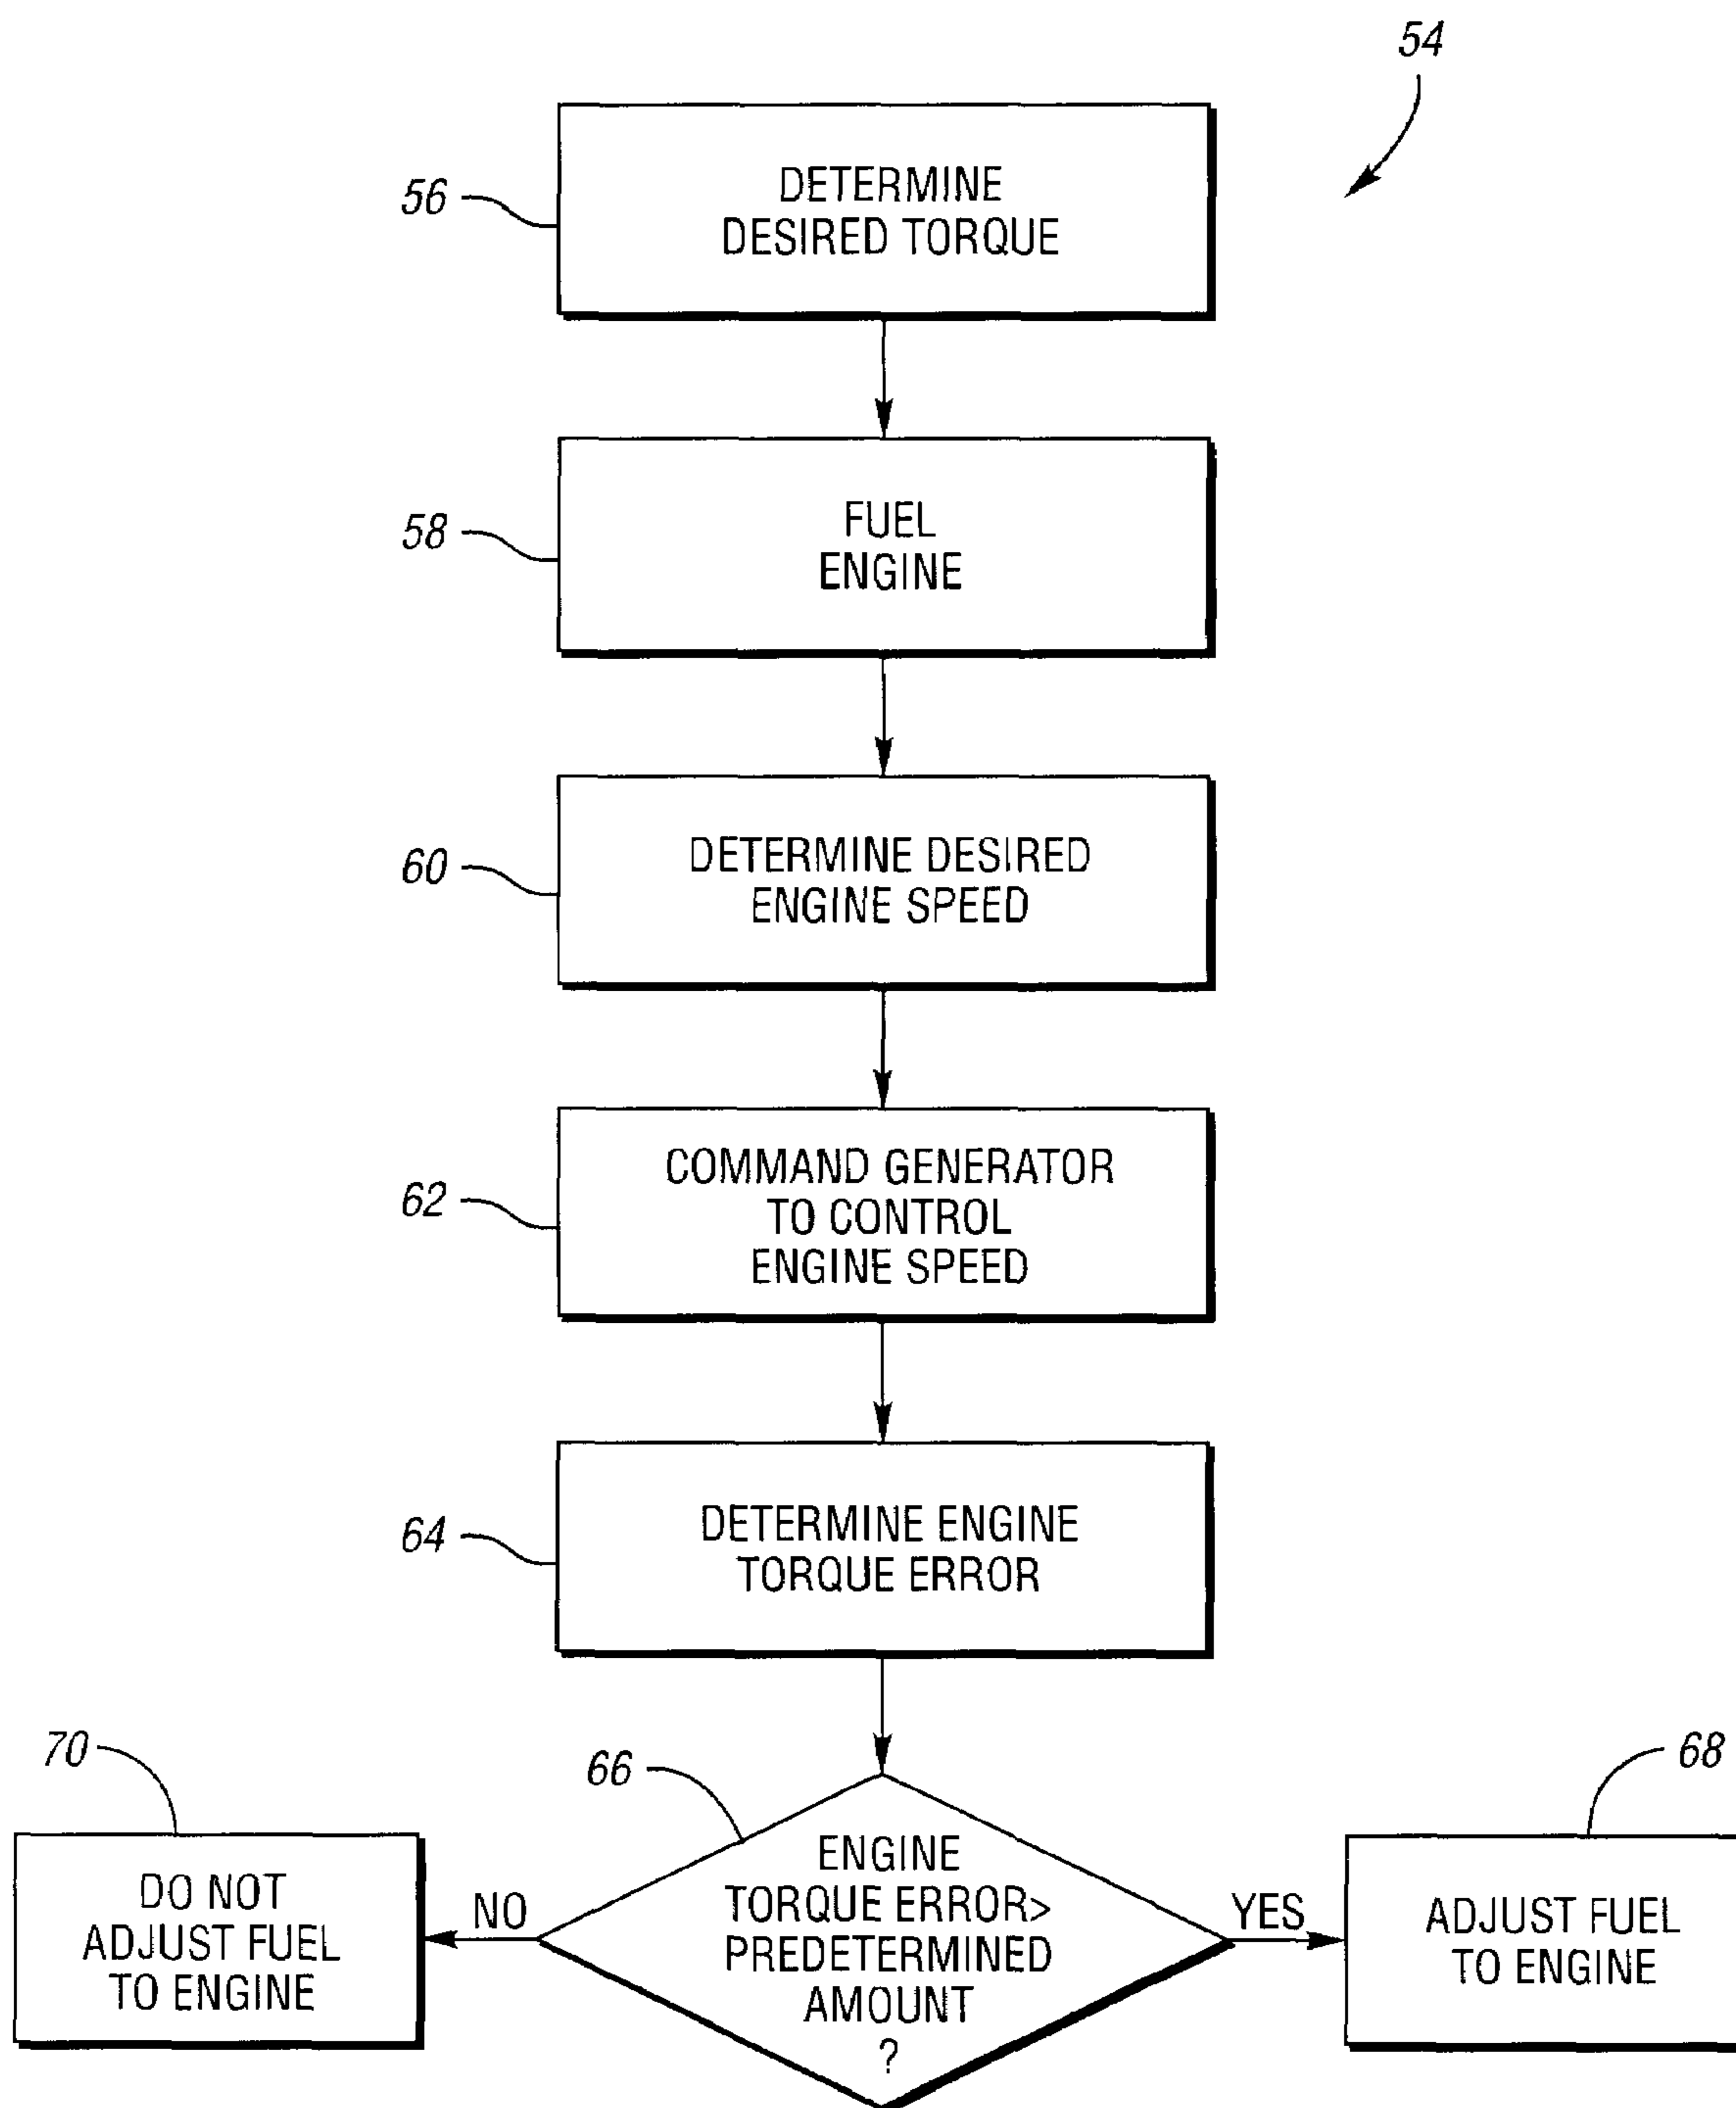 54
56
DETERMINE
DESIRED TORQUE
58
FUEL
ENGINE
60
DETERMINE DESIRED
ENGINE SPEED
62
COMMAND GENERATOR
TO CONTROL
ENGINE SPEED
64
DETERMINE ENGINE
TORQUE ERROR
70
66
68
DO NOT
ADJUST FUEL
TO ENGINE
NO
ENGINE
TORQUE ERROR>
PREDETERMINED
AMOUNT
?
YES
ADJUST FUEL
TO ENGINE